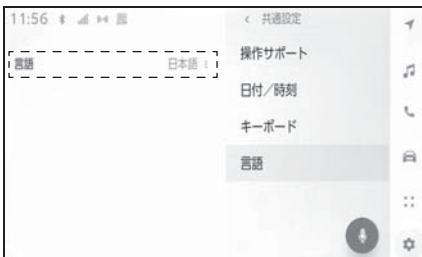 11:56
言語 日本語
共通設定
操作サポート
日付／時刻
キーボード
言語